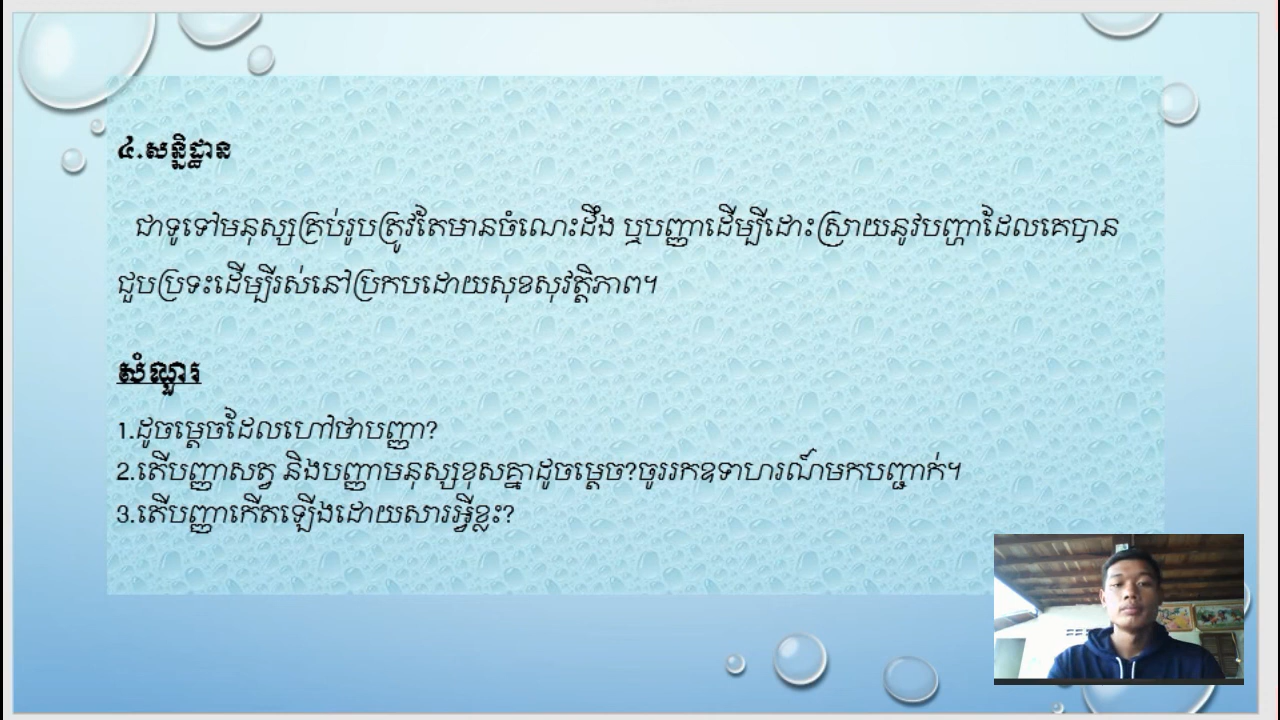 ៤.សន្និដ្ឋាន
ជាទូទៅមនុស្សគ្រប់រូបត្រូវតែមានចំណេះដឹង ឬបញ្ញាដើម្បីដោះស្រាយនូវបញ្ហាដែលគេបាន
ជួបប្រទះដើម្បីរស់នៅប្រកបដោយសុខសុវត្តិភាព។
សំណួរ
1.ដូចម្ដេចដែលហៅថាបញ្ញា?
2.តើបញ្ញាសត្វ និងបញ្ញាមនុស្សខុសគ្នាដូចម្ដេច?ចូររកឧទាហរណ៍មកបញ្ជាក់។
3.តើបញ្ញាកើតឡើងដោយសារអ្វីខ្លះ?